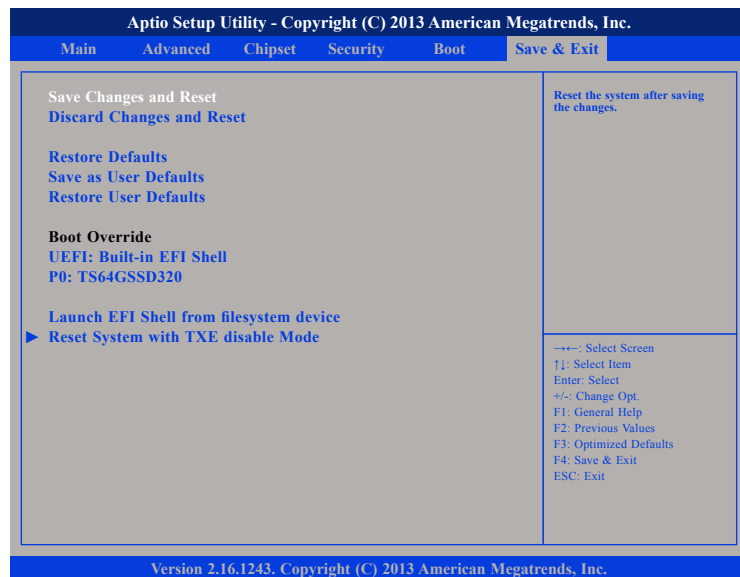 Aptio Setup Utility - Copyright (C) 2013 American Megatrends, Inc.
Main Advanced Chipset Security Boot Save & Exit
Save Changes and Reset
Discard Changes and Reset
Restore Defaults
Save as User Defaults
Restore User Defaults
Boot Override
UEFI: Built-in EFI Shell
P0: TS64GSSD320
Launch EFI Shell from filesystem device
▶ Reset System with TXE disable Mode
Reset the system after saving
the changes.
→←: Select Screen
↑↓: Select Item
Enter: Select
+/-: Change Opt.
F1: General Help
F2: Previous Values
F3: Optimized Defaults
F4: Save & Exit
ESC: Exit
Version 2.16.1243. Copyright (C) 2013 American Megatrends, Inc.